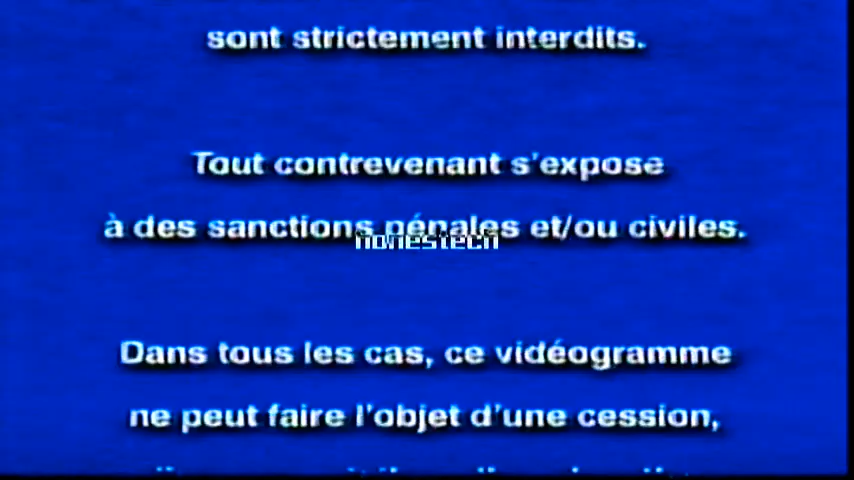 sont strictement interdits.
Tout contrevenant s'expose
à des sanctions pénales et/ou civiles.
honestech
Dans tous les cas, ce vidéogramme
ne peut faire l'objet d'une cession,